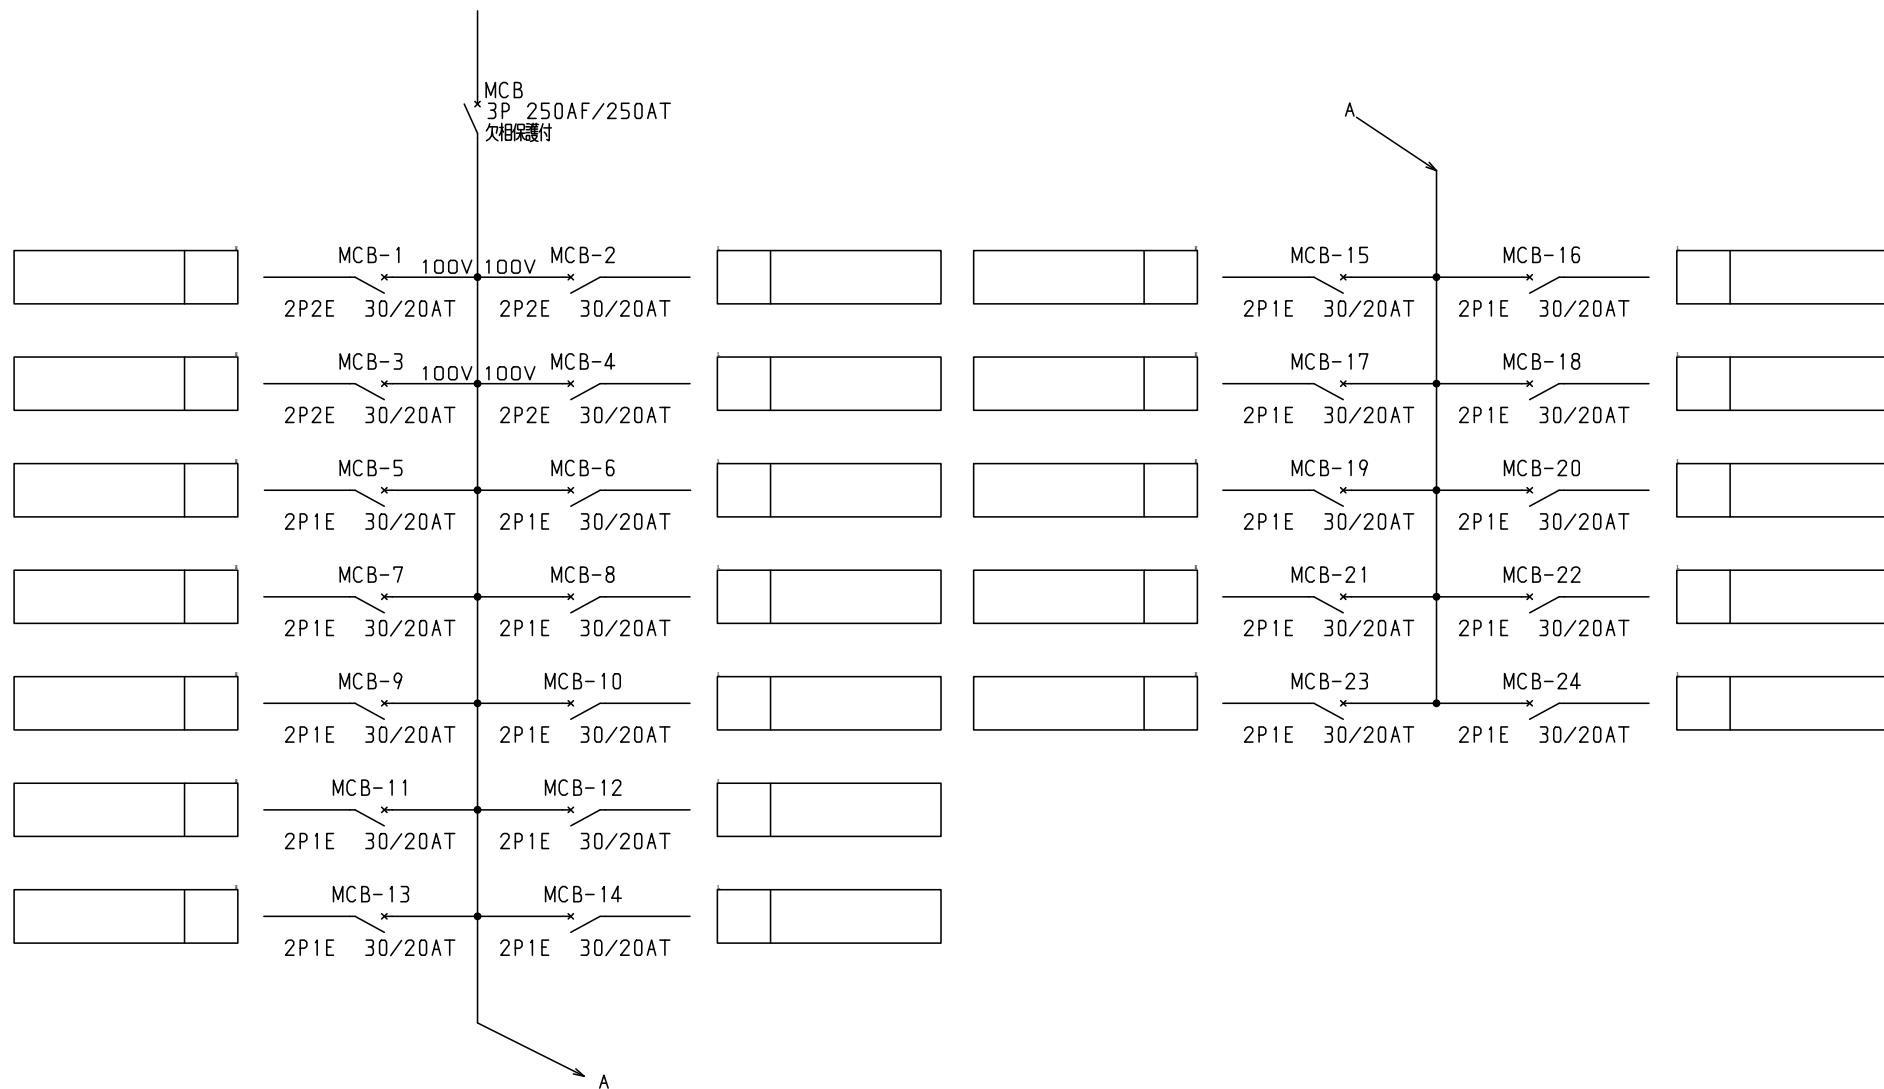 MCB
3P 250AF/250AT
欠相保護付
MCB-1 100V 100V MCB-2
2P2E 30/20AT 2P2E 30/20AT
MCB-3 100V 100V MCB-4
2P2E 30/20AT 2P2E 30/20AT
MCB-5 MCB-6
2P1E 30/20AT 2P1E 30/20AT
MCB-7 MCB-8
2P1E 30/20AT 2P1E 30/20AT
MCB-9 MCB-10
2P1E 30/20AT 2P1E 30/20AT
MCB-11 MCB-12
2P1E 30/20AT 2P1E 30/20AT
MCB-13 MCB-14
2P1E 30/20AT 2P1E 30/20AT
A
A
MCB-15 MCB-16
2P1E 30/20AT 2P1E 30/20AT
MCB-17 MCB-18
2P1E 30/20AT 2P1E 30/20AT
MCB-19 MCB-20
2P1E 30/20AT 2P1E 30/20AT
MCB-21 MCB-22
2P1E 30/20AT 2P1E 30/20AT
MCB-23 MCB-24
2P1E 30/20AT 2P1E 30/20AT